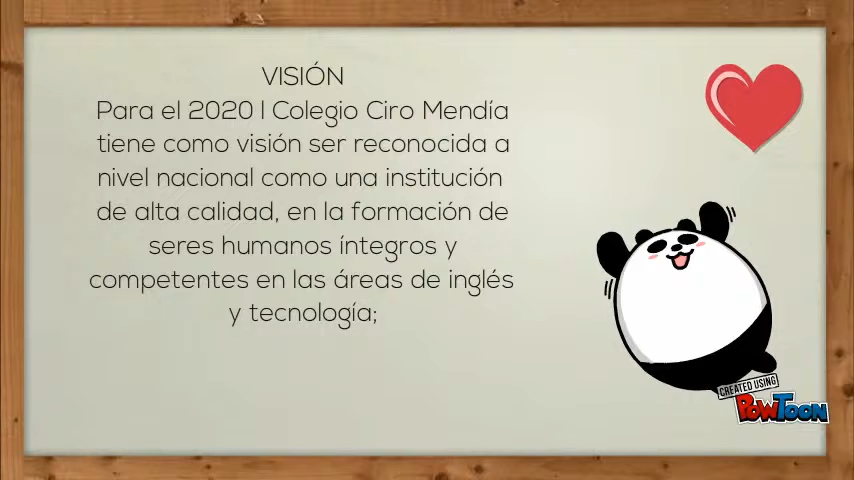 VISIÓN
Para el 2020 l Colegio Ciro Mendía
tiene como visión ser reconocida a
nivel nacional como una institución
de alta calidad, en la formación de
seres humanos íntegros y
competentes en las áreas de inglés
y tecnología;
CREATED USING
POWTOON